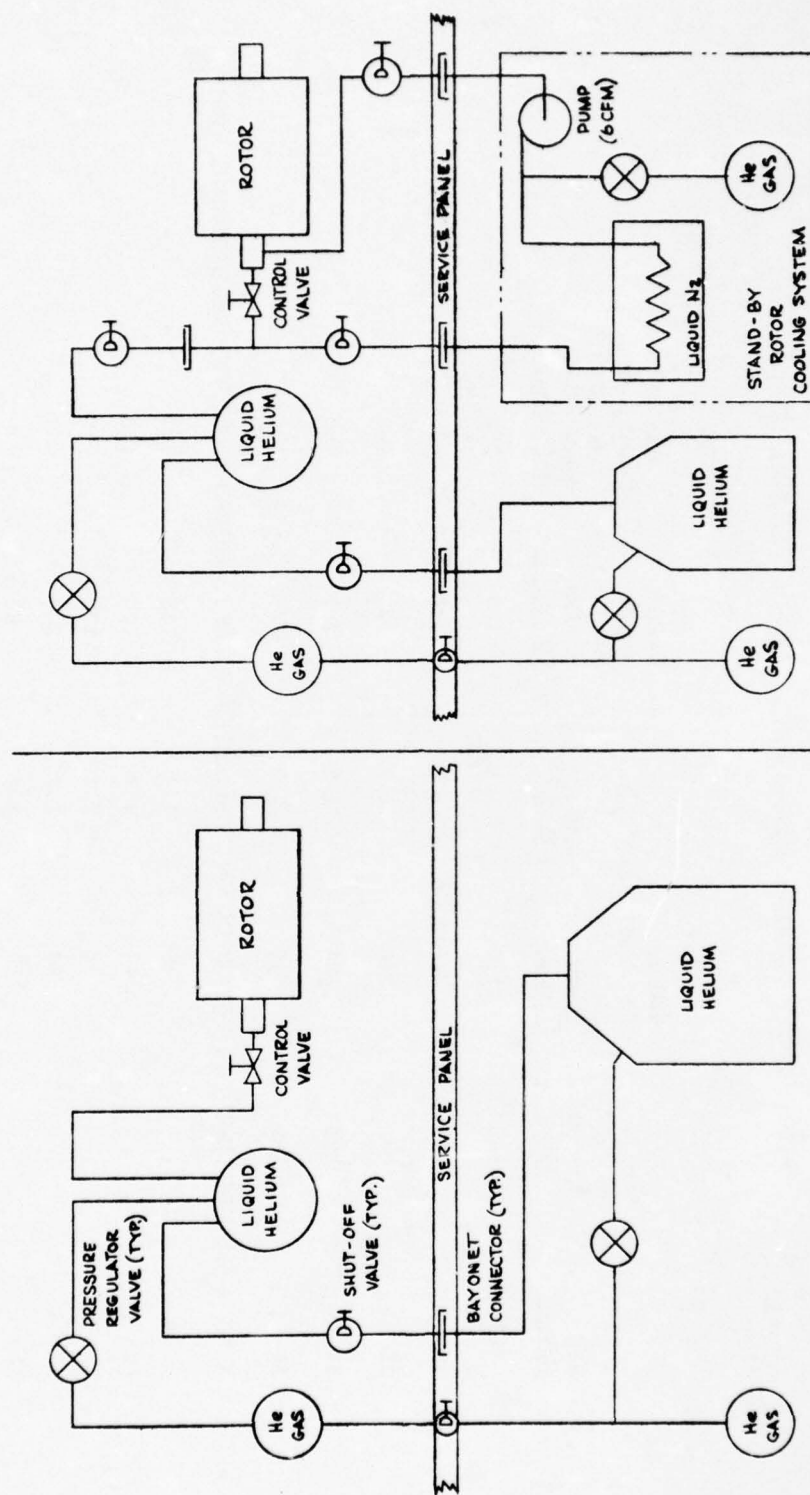 PRESSURE
REGULATOR
VALVE (TYP.)
He
GAS
LIQUID
HELIUM
SHUT-OFF
VALVE (TYP.)
CONTROL
VALVE
ROTOR
SERVICE PANEL
BAYONET
CONNECTOR (TYP.)
LIQUID
HELIUM
He
GAS
He
GAS
LIQUID
HELIUM
CONTROL
VALVE
ROTOR
SERVICE PANEL
He
GAS
LIQUID
HELIUM
LIQUID N2
PUMP
(6CFM)
He
GAS
STAND-BY
ROTOR
COOLING SYSTEM